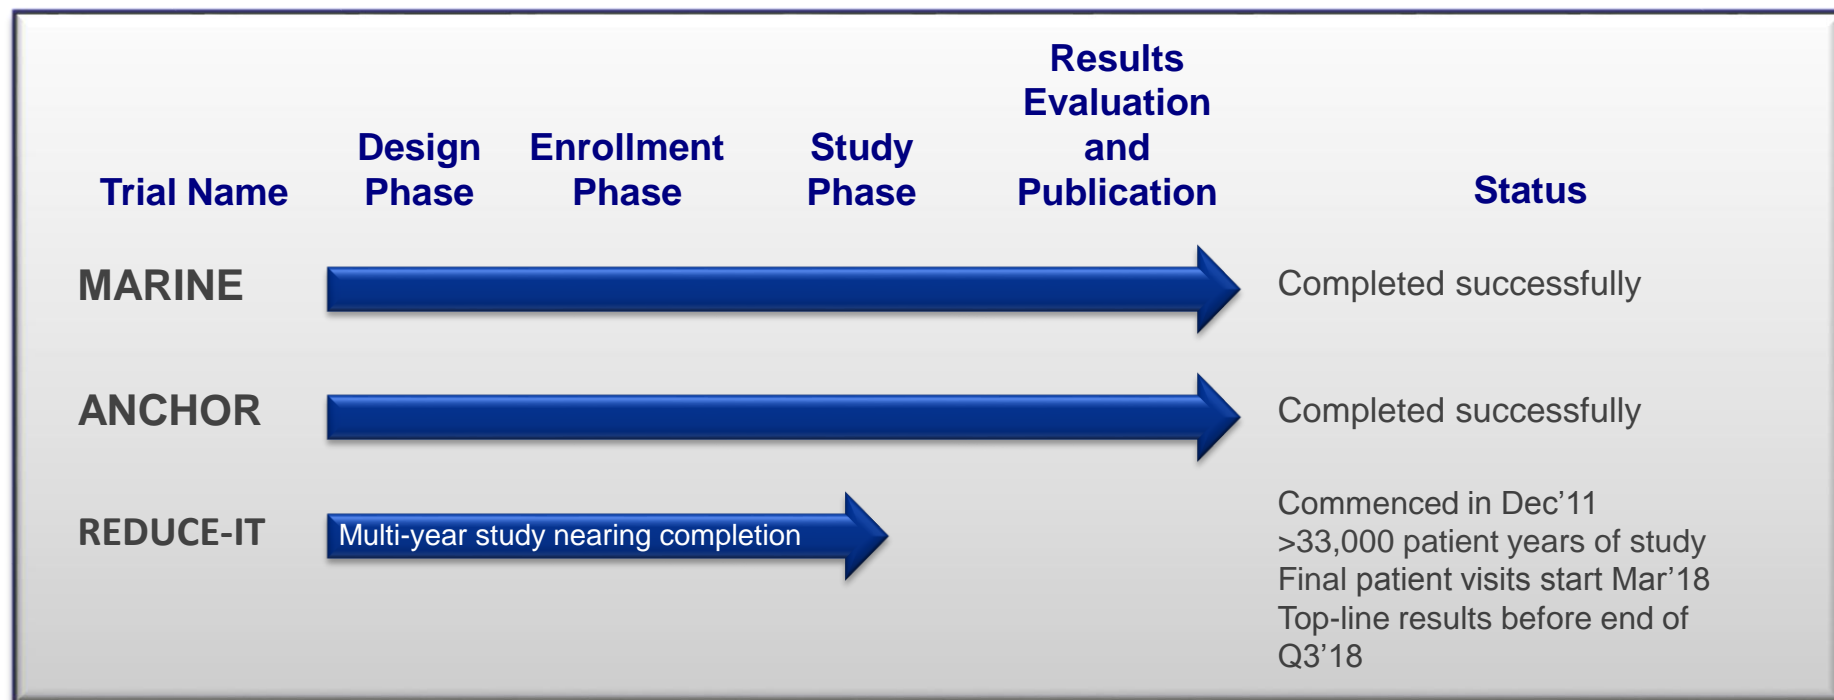 Trial Name
Design
Phase
Enrollment
Phase
Study
Phase
Results
Evaluation
and
Publication
Status
MARINE
Completed successfully
ANCHOR
Completed successfully
REDUCE-IT
Multi-year study nearing completion
Commenced in Dec’11
>33,000 patient years of study
Final patient visits start Mar’18
Top-line results before end of
Q3’18